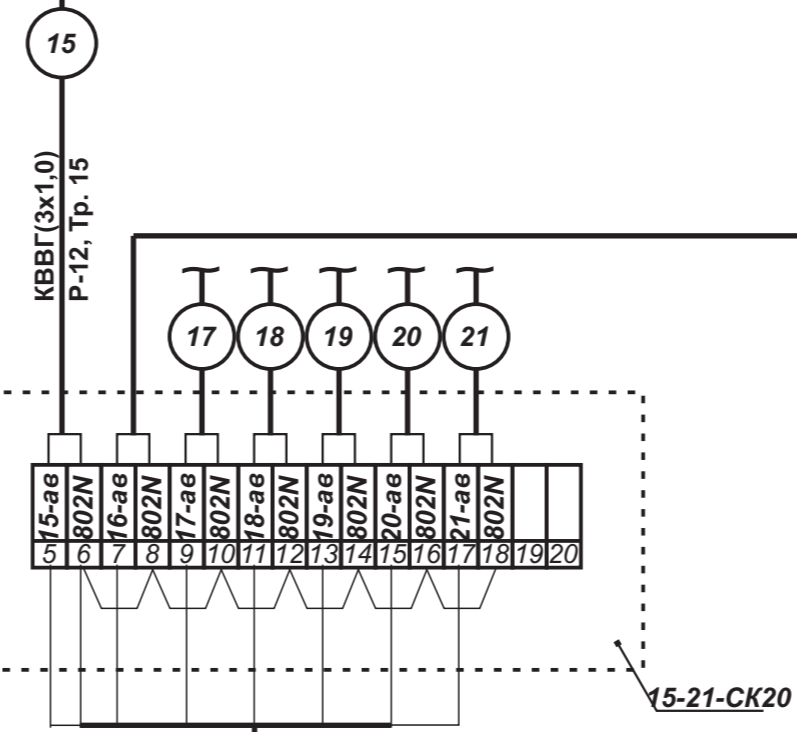 15
КВВГ(3х1,0)
Р-12, Тр. 15
17 18 19 20 21
15-ав 802N 16-ав 802N 17-ав 802N 18-ав 802N 19-ав 802N 20-ав 802N 21-ав 802N
5 6 7 8 9 10 11 12 13 14 15 16 17 18 19 20
15-21-СК20